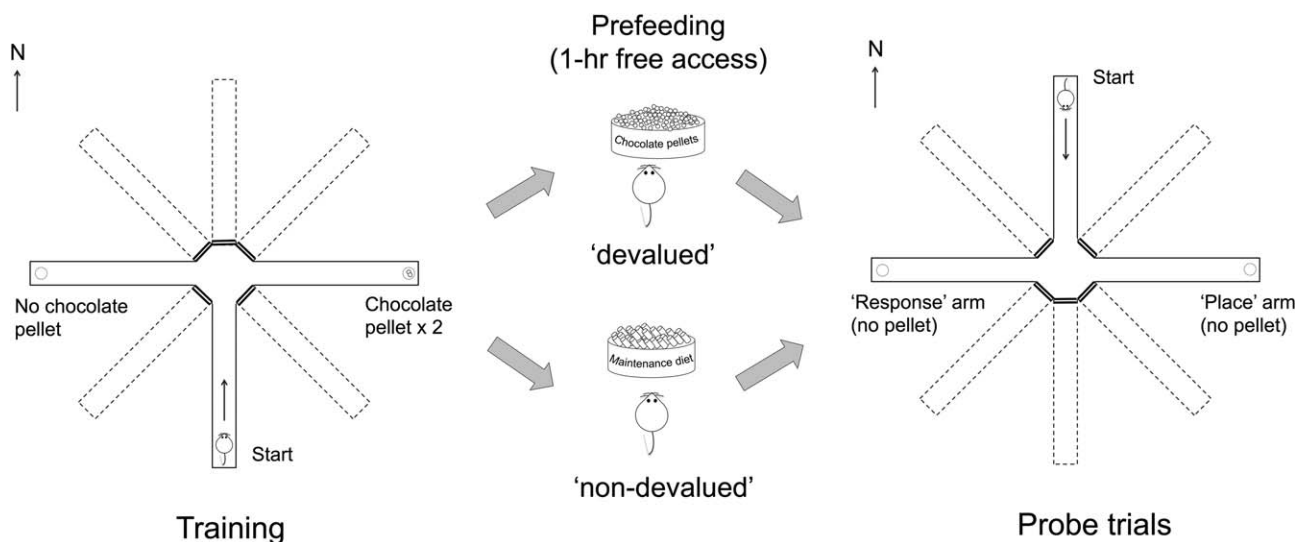 N
Start
No chocolate
pellet
Chocolate
pellet x 2
Training
Prefeeding
(1-hr free access)
Chocolate pellets
'devalued'
Maintenance diet
'non-devalued'
N
Start
'Response' arm
(no pellet)
'Place' arm
(no pellet)
Probe trials